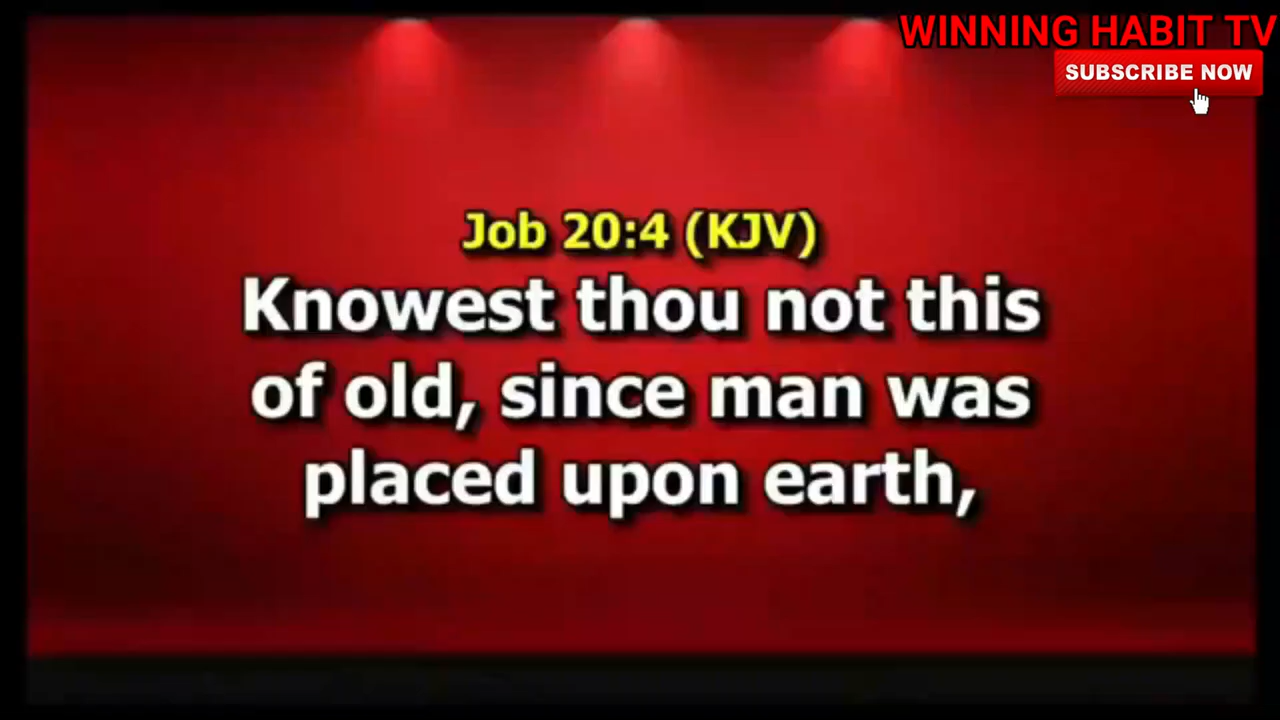 WINNING HABIT TV
SUBSCRIBE NOW
Job 20:4 (KJV)
Knowest thou not this
of old, since man was
placed upon earth,